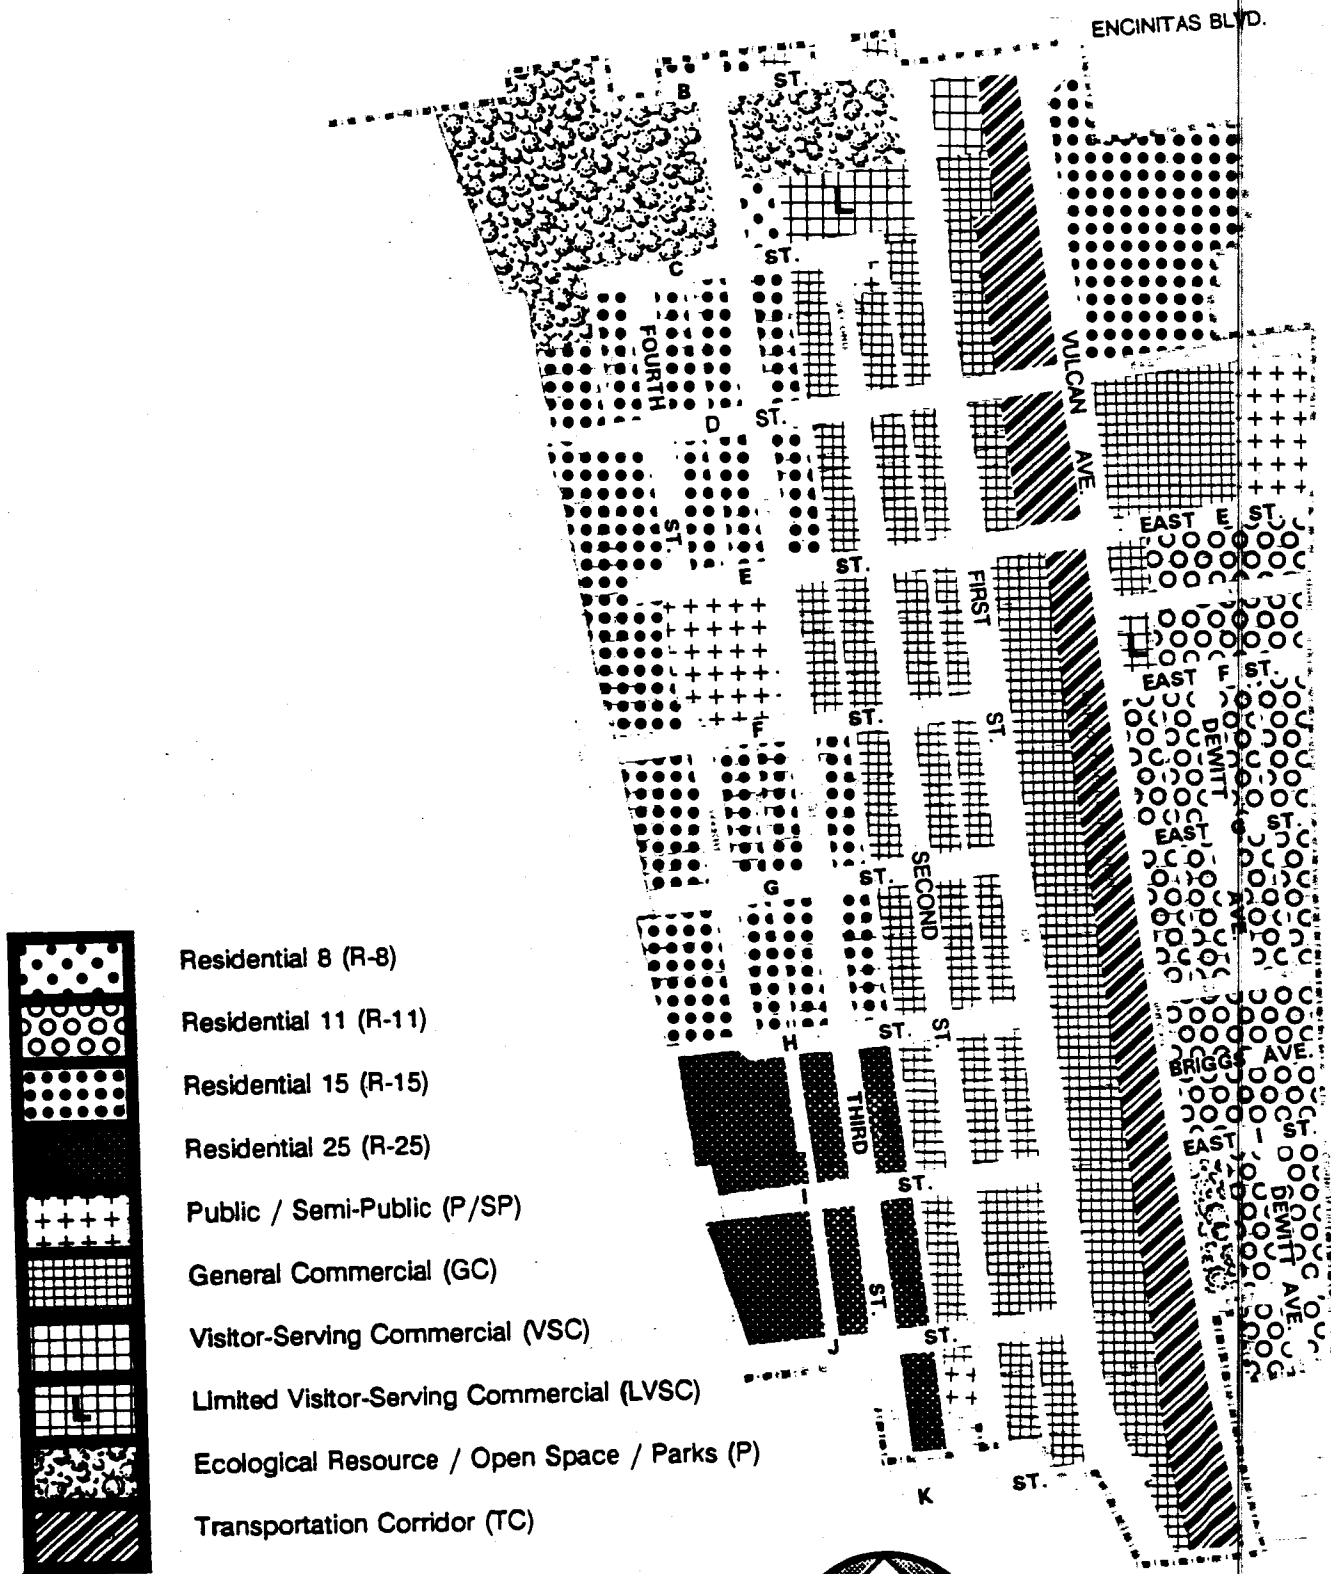 ENCINITAS BLVD.
B ST.
L
C ST.
FOURTH ST.
VULCAN AVE.
D ST.
EAST E ST.
E ST.
FIRST ST.
L
EAST F ST.
F ST.
DEWITT AVE
EAST G ST.
SECOND ST.
G ST.
H ST.
BRIGGS AVE.
THIRD ST.
EAST I ST.
I ST.
DEWITT AVE.
J ST.
K ST.
Residential 8 (R-8)
Residential 11 (R-11)
Residential 15 (R-15)
Residential 25 (R-25)
Public / Semi-Public (P/SP)
General Commercial (GC)
Visitor-Serving Commercial (VSC)
L
Limited Visitor-Serving Commercial (LVSC)
Ecological Resource / Open Space / Parks (P)
Transportation Corridor (TC)